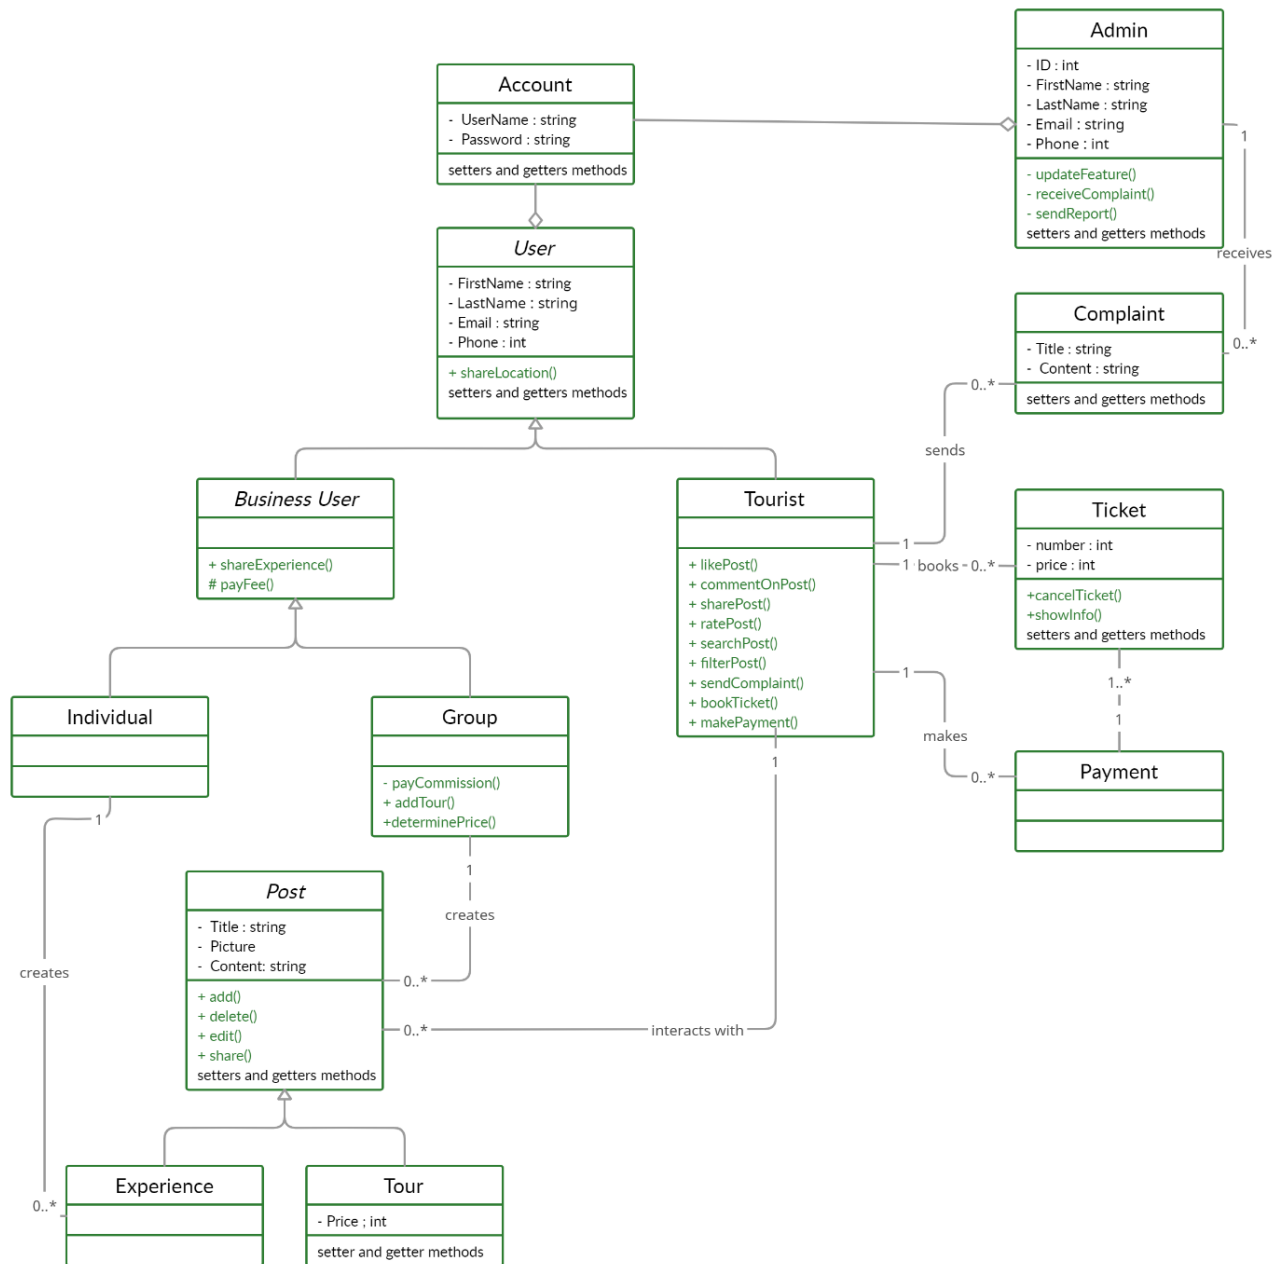 Admin
- ID : int
- FirstName : string
- LastName : string
- Email : string
- Phone : int
- updateFeature()
- receiveComplaint()
- sendReport()
setters and getters methods
Account
- UserName : string
- Password : string
setters and getters methods
1
receives
0..*
User
- FirstName : string
- LastName : string
- Email : string
- Phone : int
+ shareLocation()
setters and getters methods
Complaint
- Title : string
- Content : string
setters and getters methods
0..*
sends
1
Business User
+ shareExperience()
# payFee()
Tourist
+ likePost()
+ commentOnPost()
+ sharePost()
+ ratePost()
+ searchPost()
+ filterPost()
+ sendComplaint()
+ bookTicket()
+ makePayment()
1 books 0..*
Ticket
- number : int
- price : int
+cancelTicket()
+showInfo()
setters and getters methods
1..*
1
1
makes
0..*
Payment
Individual
Group
- payCommission()
+ addTour()
+determinePrice()
1
creates
0..*
1
creates
0..*
1
interacts with
0..*
Post
- Title : string
- Picture
- Content: string
+ add()
+ delete()
+ edit()
+ share()
setters and getters methods
Experience
Tour
- Price ; int
setter and getter methods